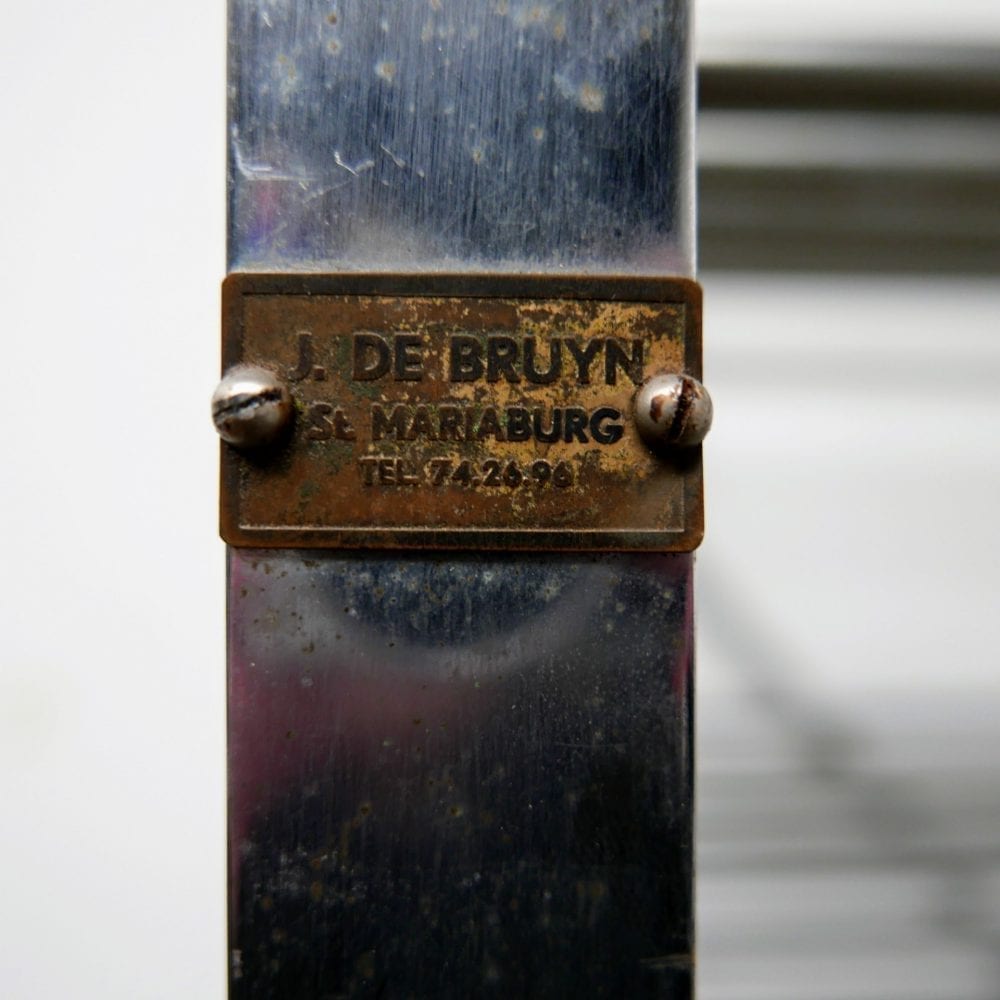 J. DE BRUYN
St. MARIABURG
TEL. 74.26.96